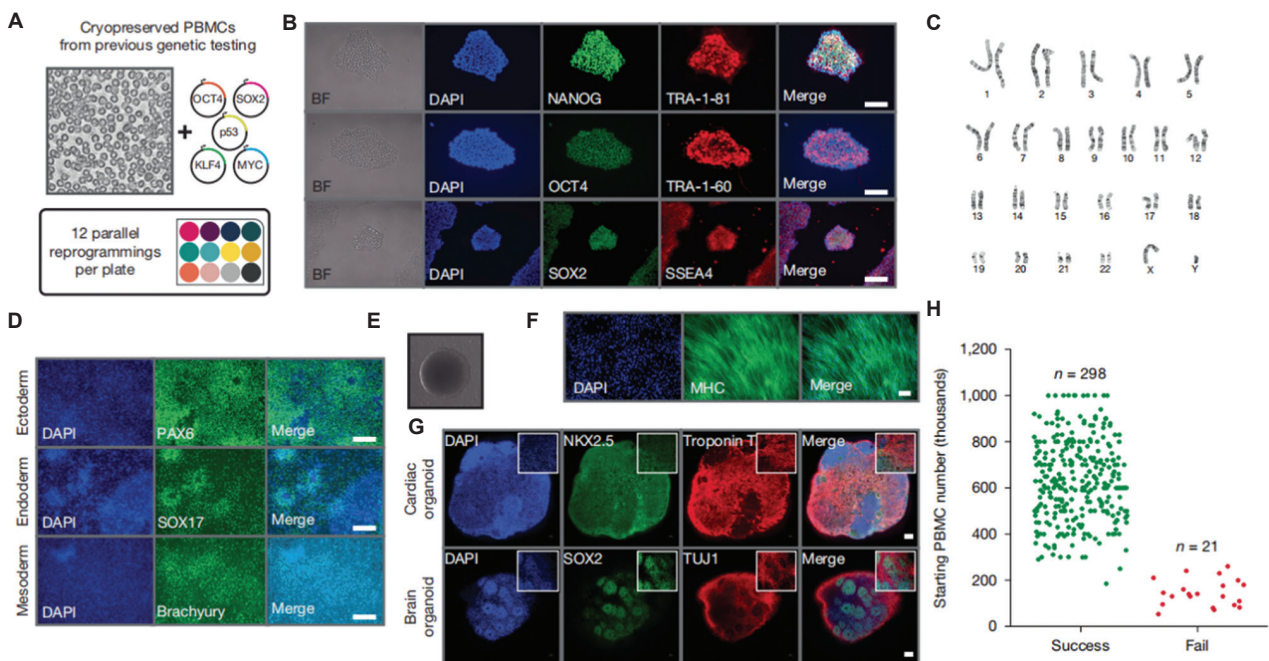 A
Cryopreserved PBMCs
from previous genetic testing
OCT4
SOX2
p53
KLF4
MYC
12 parallel
reprogrammings
per plate
B
BF
DAPI
NANOG
TRA-1-81
Merge
BF
DAPI
OCT4
TRA-1-60
Merge
BF
DAPI
SOX2
SSEA4
Merge
C
1 2 3 4 5
6 7 8 9 10 11 12
13 14 15 16 17 18
19 20 21 22 X Y
D
Ectoderm
DAPI
PAX6
Merge
Endoderm
DAPI
SOX17
Merge
Mesoderm
DAPI
Brachyury
Merge
E
F
DAPI
MHC
Merge
G
Cardiac
organoid
DAPI
NKX2.5
Troponin T
Merge
Brain
organoid
DAPI
SOX2
TUJ1
Merge
H
Starting PBMC number (thousands)
1,200
1,000
800
600
400
200
0
n = 298
n = 21
Success
Fail